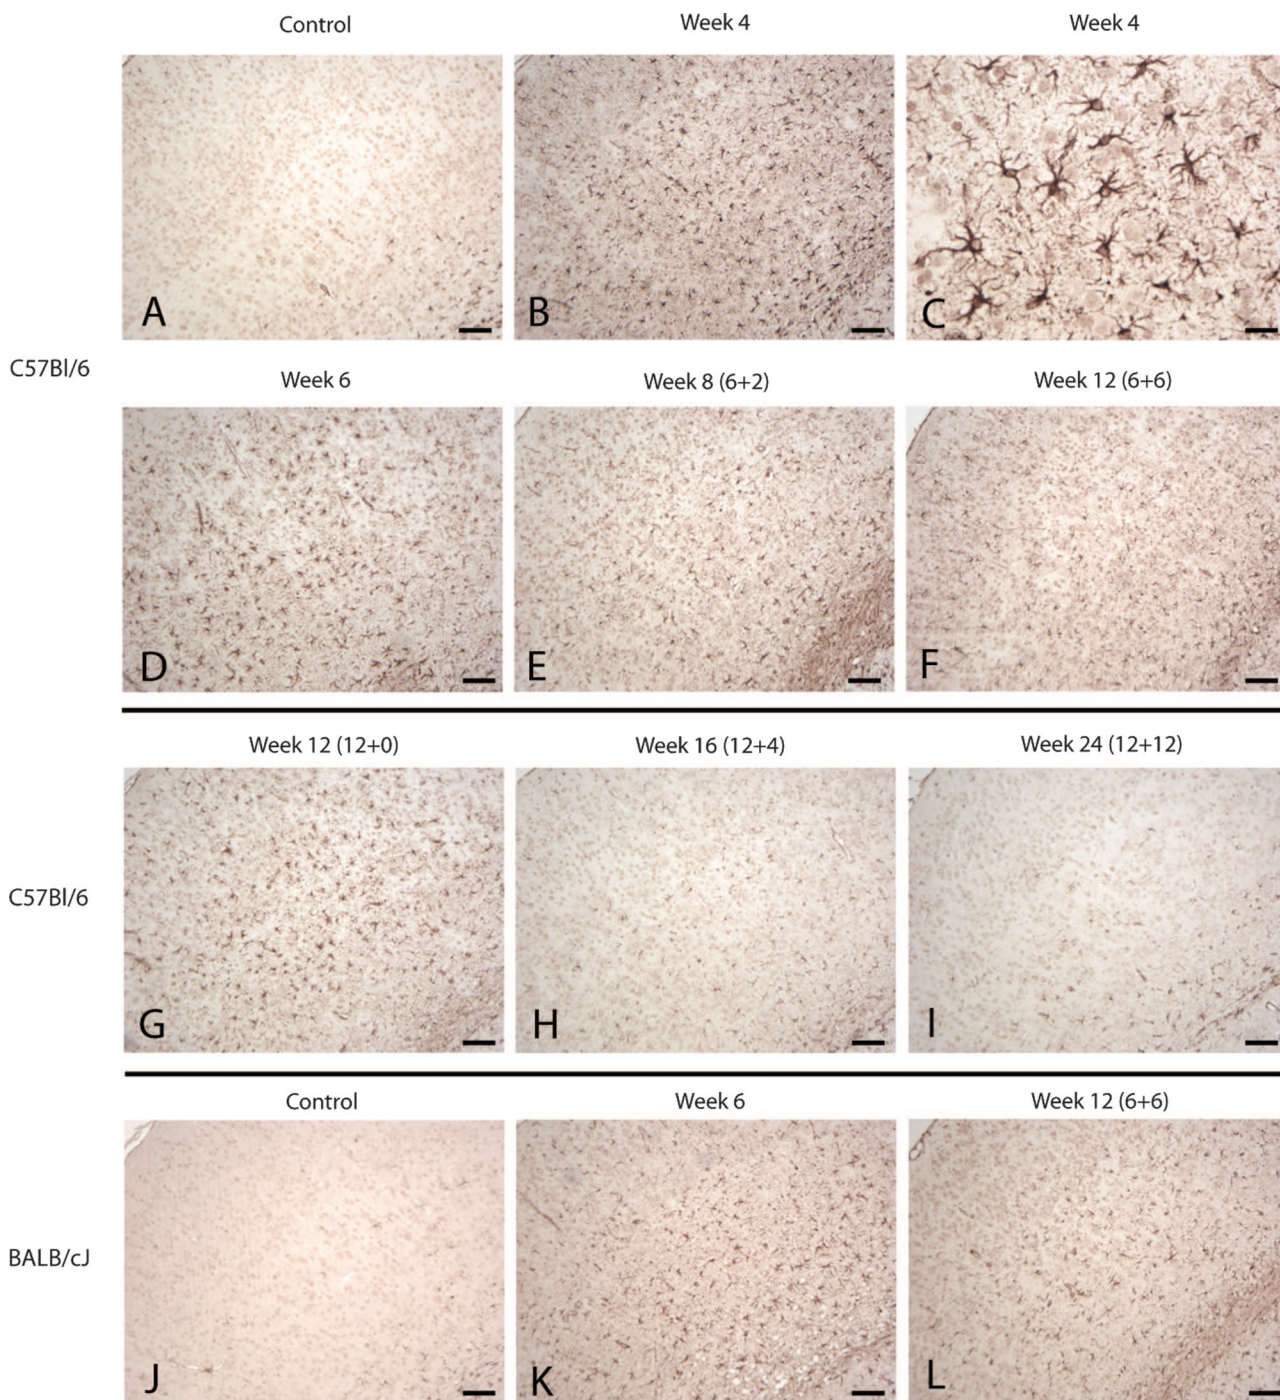 Control Week 4 Week 4
A B C
C57Bl/6
Week 6 Week 8 (6+2) Week 12 (6+6)
D E F
Week 12 (12+0) Week 16 (12+4) Week 24 (12+12)
C57Bl/6
G H I
Control Week 6 Week 12 (6+6)
BALB/cJ
J K L